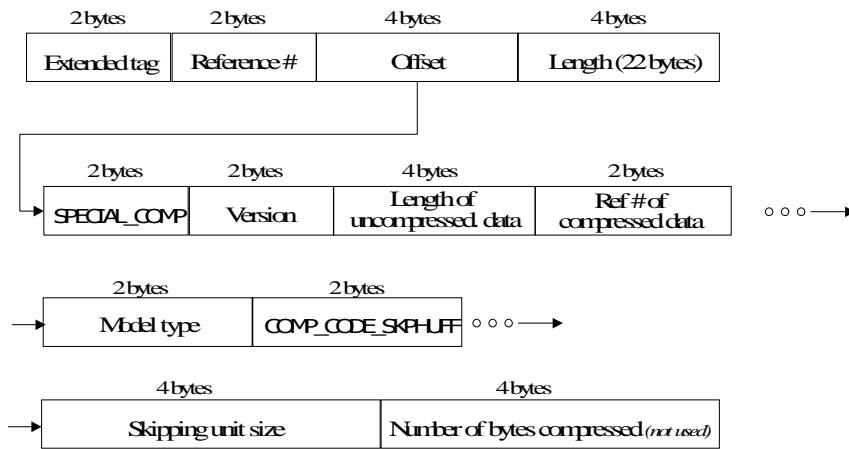 2 bytes 2 bytes 4 bytes 4 bytes
Extended tag Reference # Offset Length (22 bytes)
2 bytes 2 bytes 4 bytes 2 bytes
SPECIAL_COMP Version Length of uncompressed. data Ref # of compressed data
2 bytes 2 bytes
Model type COMP_CODE_SKPHUFF
4 bytes 4 bytes
Skipping unit size Number of bytes compressed (not used)